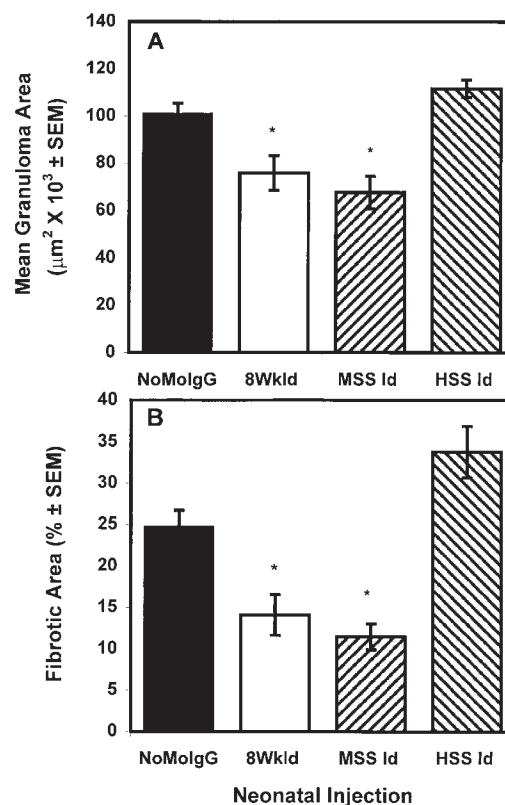 A
Mean Granuloma Area
(µm² X 10³ ± SEM)
140
120
100
80
60
40
20
0
*
*
NoMoIgG 8WkId MSS Id HSS Id
B
Fibrotic Area (% ± SEM)
40
35
30
25
20
15
10
5
0
*
*
NoMoIgG 8WkId MSS Id HSS Id
Neonatal Injection